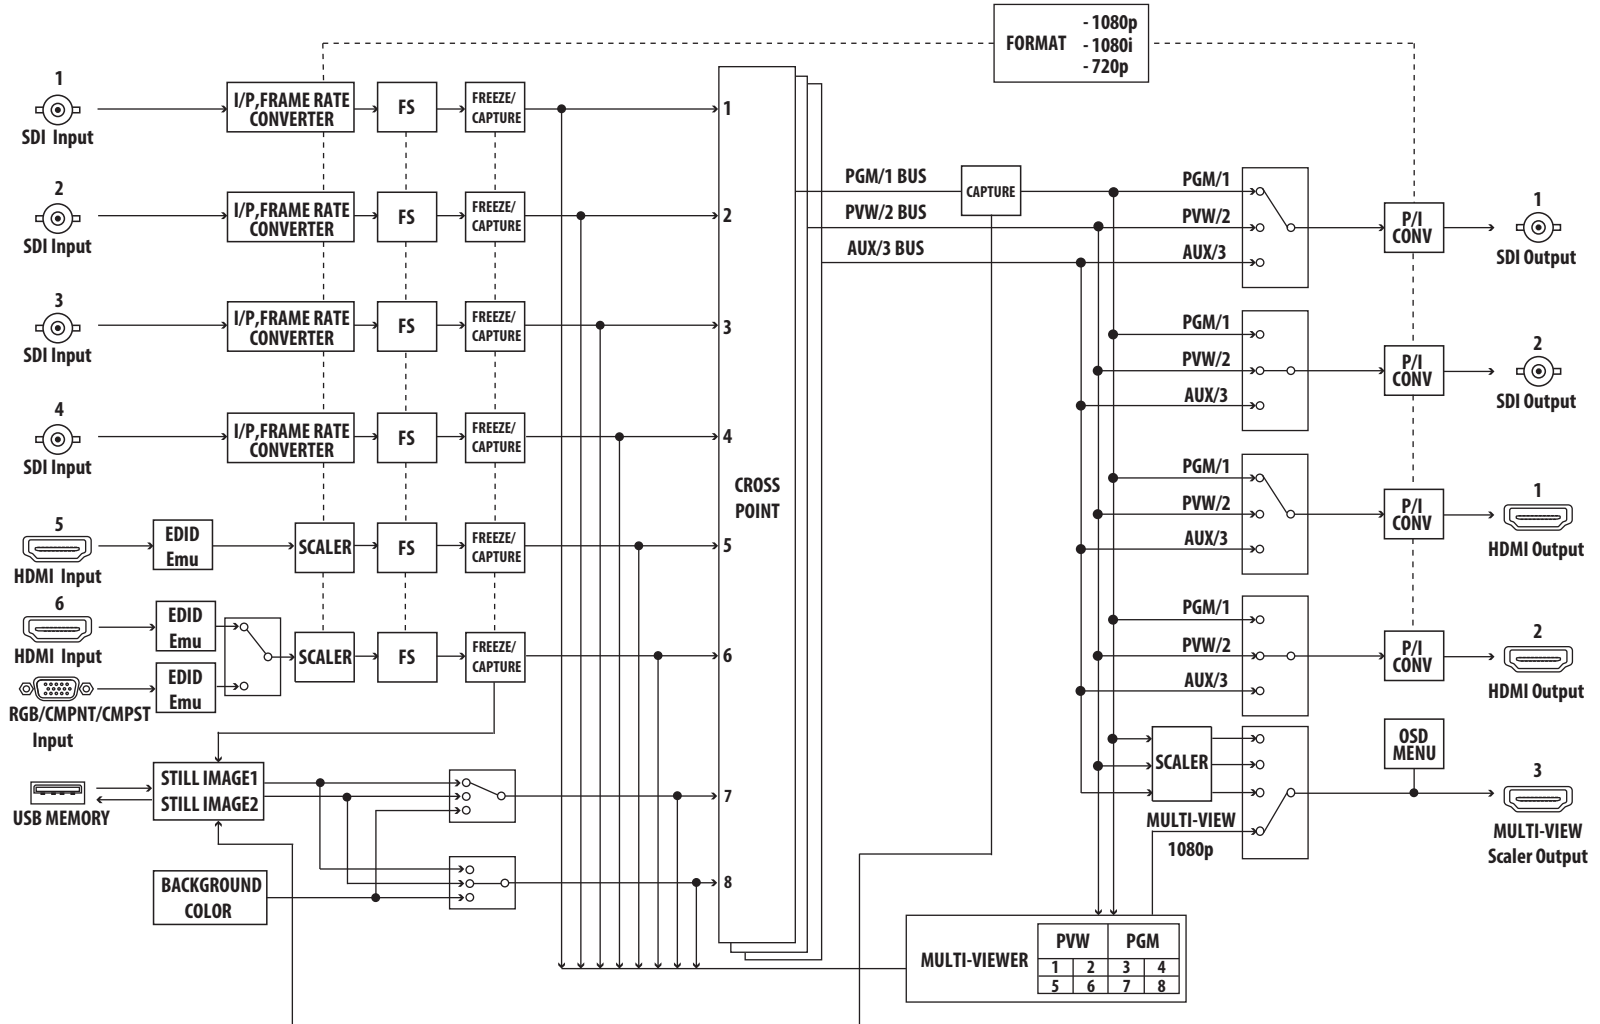 FORMAT
- 1080p
- 1080i
- 720p
1
SDI Input
I/P,FRAME RATE
CONVERTER
FS
FREEZE/
CAPTURE
1
2
SDI Input
I/P,FRAME RATE
CONVERTER
FS
FREEZE/
CAPTURE
2
3
SDI Input
I/P,FRAME RATE
CONVERTER
FS
FREEZE/
CAPTURE
3
4
SDI Input
I/P,FRAME RATE
CONVERTER
FS
FREEZE/
CAPTURE
4
CROSS
POINT
5
HDMI Input
EDID
Emu
SCALER
FS
FREEZE/
CAPTURE
5
6
HDMI Input
EDID
Emu
SCALER
FS
FREEZE/
CAPTURE
6
RGB/CMPNT/CMPST
Input
EDID
Emu
USB MEMORY
STILL IMAGE1
STILL IMAGE2
7
BACKGROUND
COLOR
8
PGM/1 BUS
CAPTURE
PVW/2 BUS
AUX/3 BUS
PGM/1
PVW/2
AUX/3
P/I
CONV
1
SDI Output
PGM/1
PVW/2
AUX/3
P/I
CONV
2
SDI Output
PGM/1
PVW/2
AUX/3
P/I
CONV
1
HDMI Output
PGM/1
PVW/2
AUX/3
P/I
CONV
2
HDMI Output
SCALER
OSD
MENU
MULTI-VIEW
1080p
3
MULTI-VIEW
Scaler Output
MULTI-VIEWER
PVW PGM
1 2 3 4
5 6 7 8